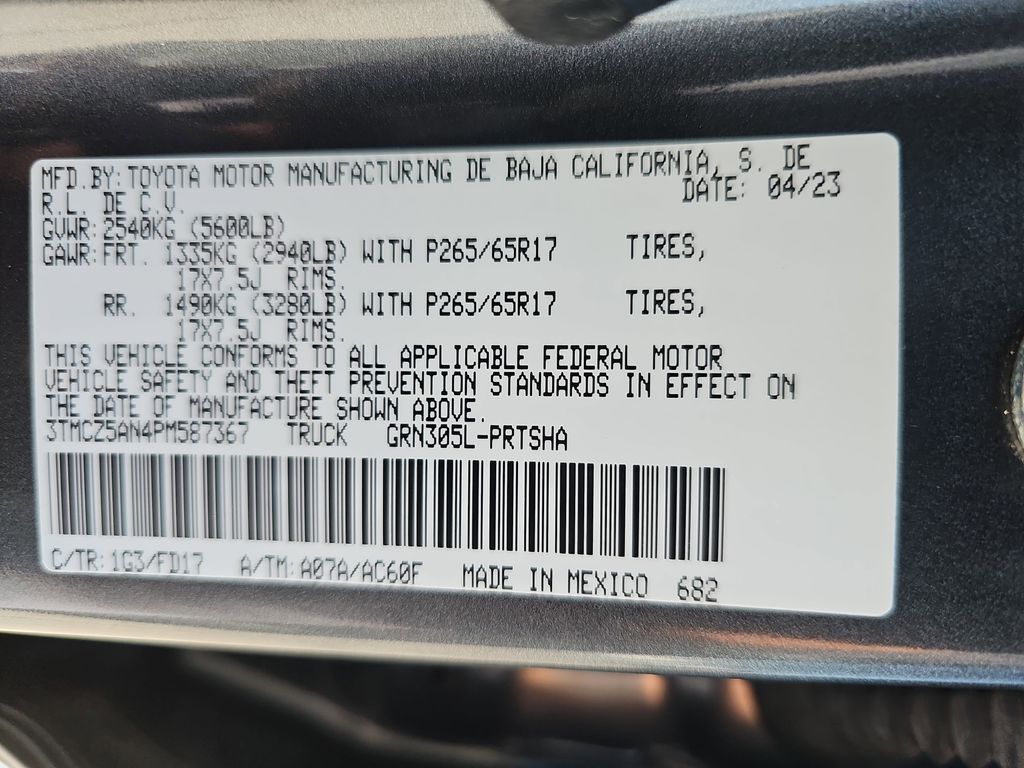 MFD.BY:TOYOTA MOTOR MANUFACTURING DE BAJA CALIFORNIA, S. DE
R.L. DE C.V. DATE: 04/23
GVWR:2540KG (5600LB)
GAWR:FRT. 1335KG (2940LB) WITH P265/65R17 TIRES,
17X7.5J RIMS.
RR. 1490KG (3280LB) WITH P265/65R17 TIRES,
17X7.5J RIMS.
THIS VEHICLE CONFORMS TO ALL APPLICABLE FEDERAL MOTOR
VEHICLE SAFETY AND THEFT PREVENTION STANDARDS IN EFFECT ON
THE DATE OF MANUFACTURE SHOWN ABOVE.
3TMCZ5AN4PM587367 TRUCK GRN305L-PRTSHA
C/TR:1G3/FD17 A/TM:A07A/AC60F MADE IN MEXICO 682